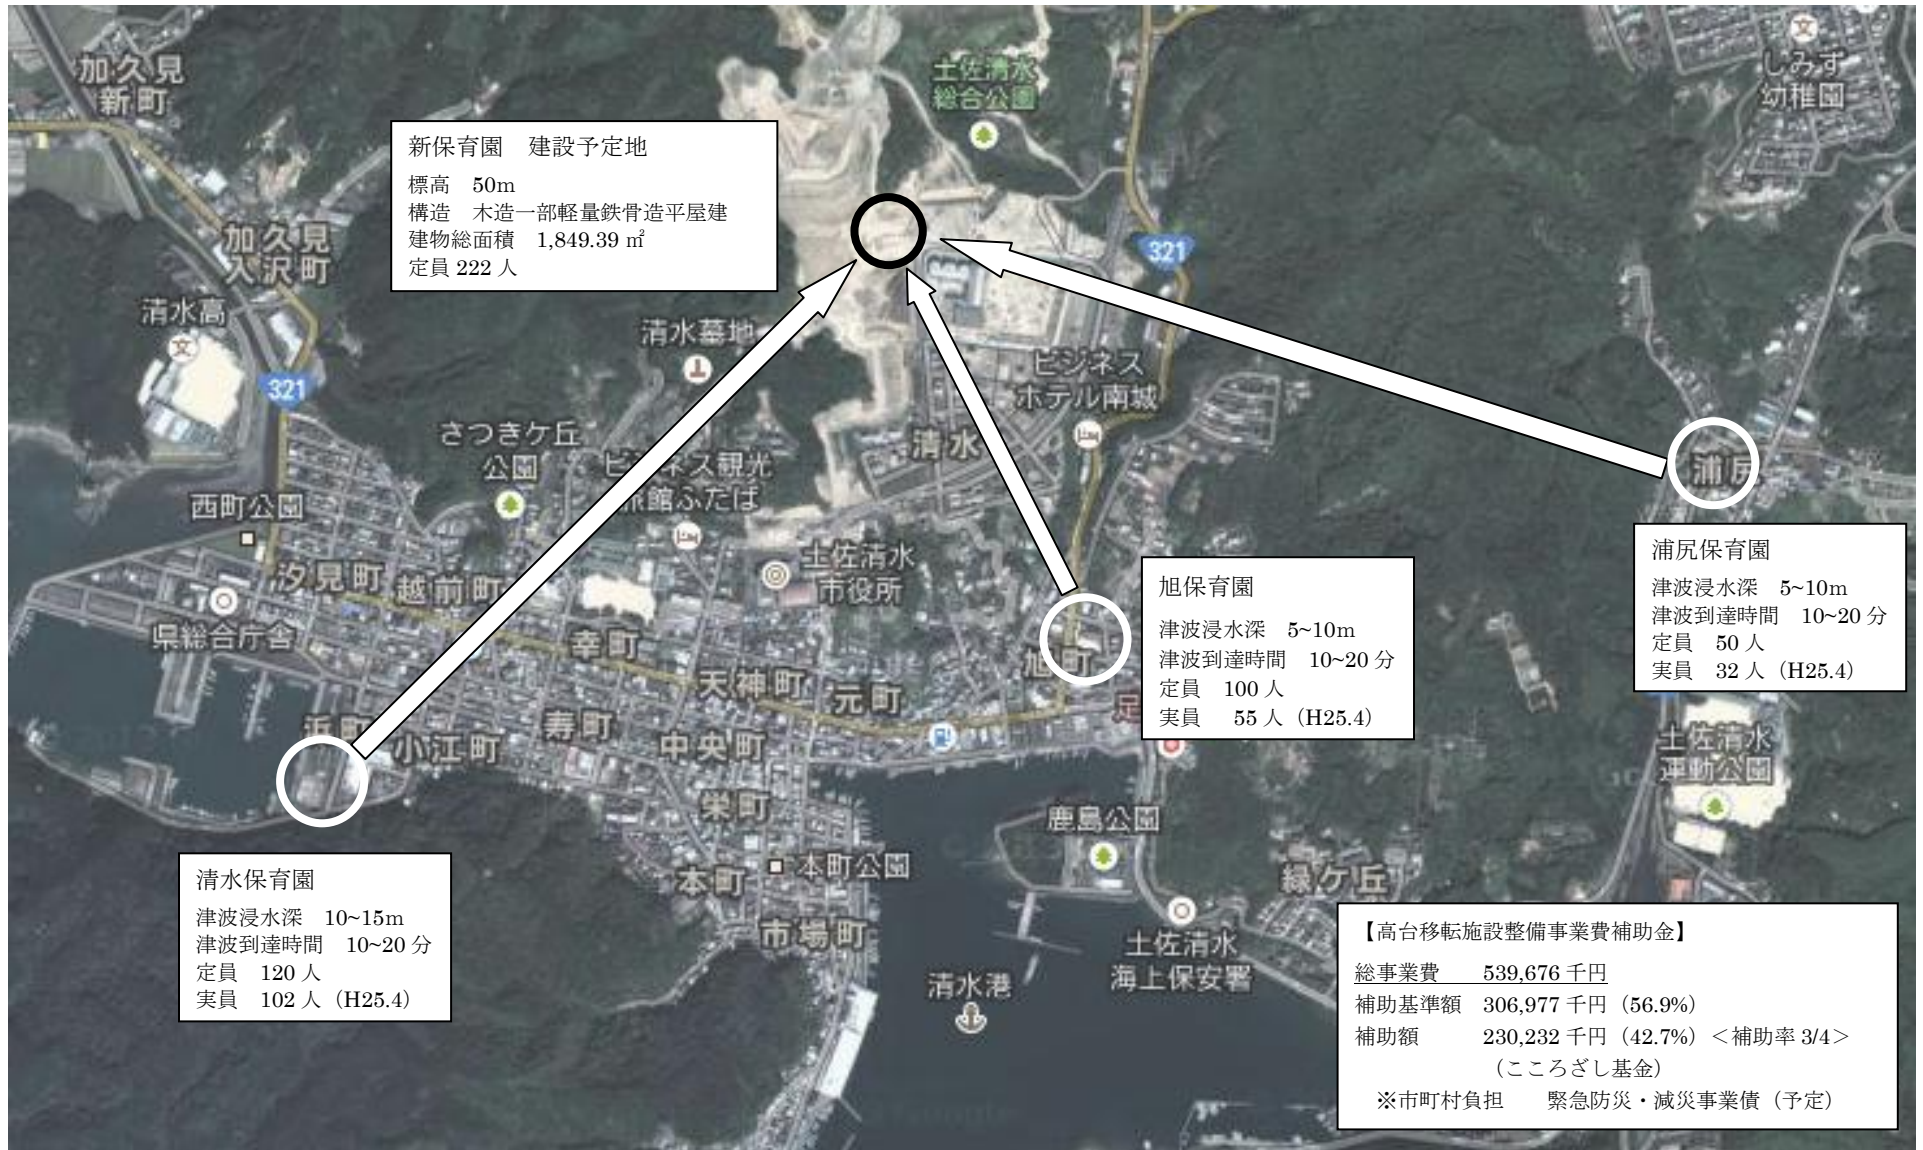 加久見
新町
土佐清水
総合公園
しみず
幼稚園
新保育園　建設予定地
標高　50m
構造　木造一部軽量鉄骨造平屋建
建物総面積　1,849.39 ㎡
定員 222 人
加久見
入沢町
321
清水高
文
321
清水墓地
ビジネス
ホテル南城
さつきケ丘
公園
ビジネス観光
旅館ふたば
清水
浦尻
西町公園
土佐清水
市役所
汐見町
越前町
県総合庁舎
幸町
旭町
天神町
元町
浜町
小江町
寿町
中央町
足
旭保育園
津波浸水深　5~10m
津波到達時間　10~20 分
定員　100 人
実員　 55 人（H25.4）
浦尻保育園
津波浸水深　5~10m
津波到達時間　10~20 分
定員　50 人
実員　32 人（H25.4）
土佐清水
運動公園
栄町
鹿島公園
本町
本町公園
緑ケ丘
市場町
清水保育園
津波浸水深　10~15m
津波到達時間　10~20 分
定員　120 人
実員　102 人（H25.4）
清水港
土佐清水
海上保安署
【高台移転施設整備事業費補助金】
総事業費　　539,676 千円
補助基準額　306,977 千円（56.9%）
補助額　　　230,232 千円（42.7%）＜補助率 3/4＞
（こころざし基金）
※市町村負担　　緊急防災・減災事業債（予定）